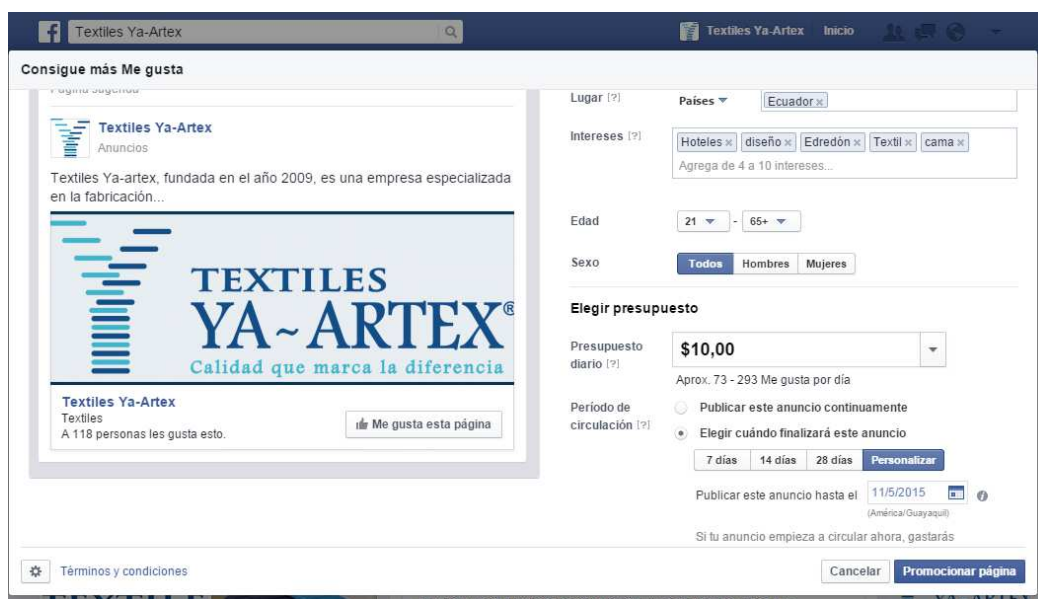 Textiles Ya-Artex
Textiles Ya-Artex Inicio
Consigue más Me gusta
Página sugerida
Textiles Ya-Artex
Anuncios
Textiles Ya-artex, fundada en el año 2009, es una empresa especializada
en la fabricación...
TEXTILES
YA~ARTEX®
Calidad que marca la diferencia
Textiles Ya-Artex
Textiles
A 118 personas les gusta esto.
Me gusta esta página
Lugar [?] Países Ecuador ×
Intereses [?] Hoteles × diseño × Edredón × Textil × cama ×
Agrega de 4 a 10 intereses...
Edad 21 - 65+
Sexo Todos Hombres Mujeres
Elegir presupuesto
Presupuesto
diario [?] $10,00
Aprox. 73 - 293 Me gusta por día
Período de
circulación [?]
Publicar este anuncio continuamente
Elegir cuándo finalizará este anuncio
7 días 14 días 28 días Personalizar
Publicar este anuncio hasta el 11/5/2015
(América/Guayaquil)
Si tu anuncio empieza a circular ahora, gastarás
Términos y condiciones
Cancelar Promocionar página